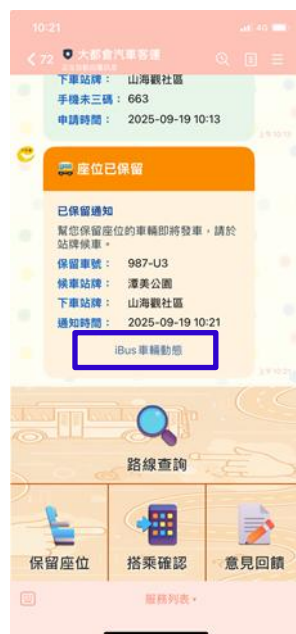 10:21
4G 40
72 大都會汽車客運
下車站牌： 山海觀社區
手機末三碼： 663
申請時間： 2025-09-19 10:13
座位已保留
已保留通知
幫您保留座位的車輛即將發車，請於
站牌候車。
保留車號： 987-U3
候車站牌： 潭美公園
下車站牌： 山海觀社區
通知時間： 2025-09-19 10:21
iBus車輛動態
路線查詢
保留座位
搭乘確認
意見回饋
服務列表